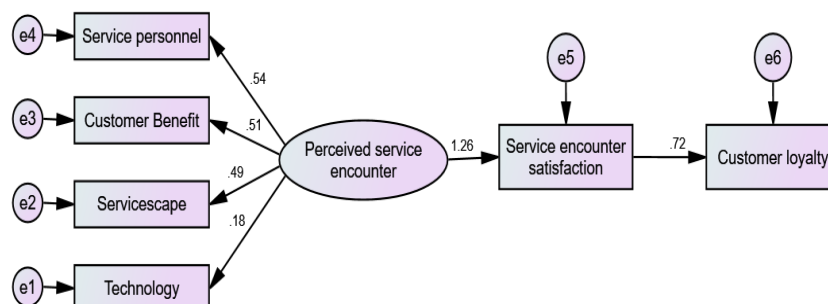 e4
Service personnel
.54
e3
Customer Benefit
.51
e2
Servicescape
.49
e1
Technology
.18
Perceived service
encounter
1.26
e5
Service encounter
satisfaction
.72
e6
Customer loyalty